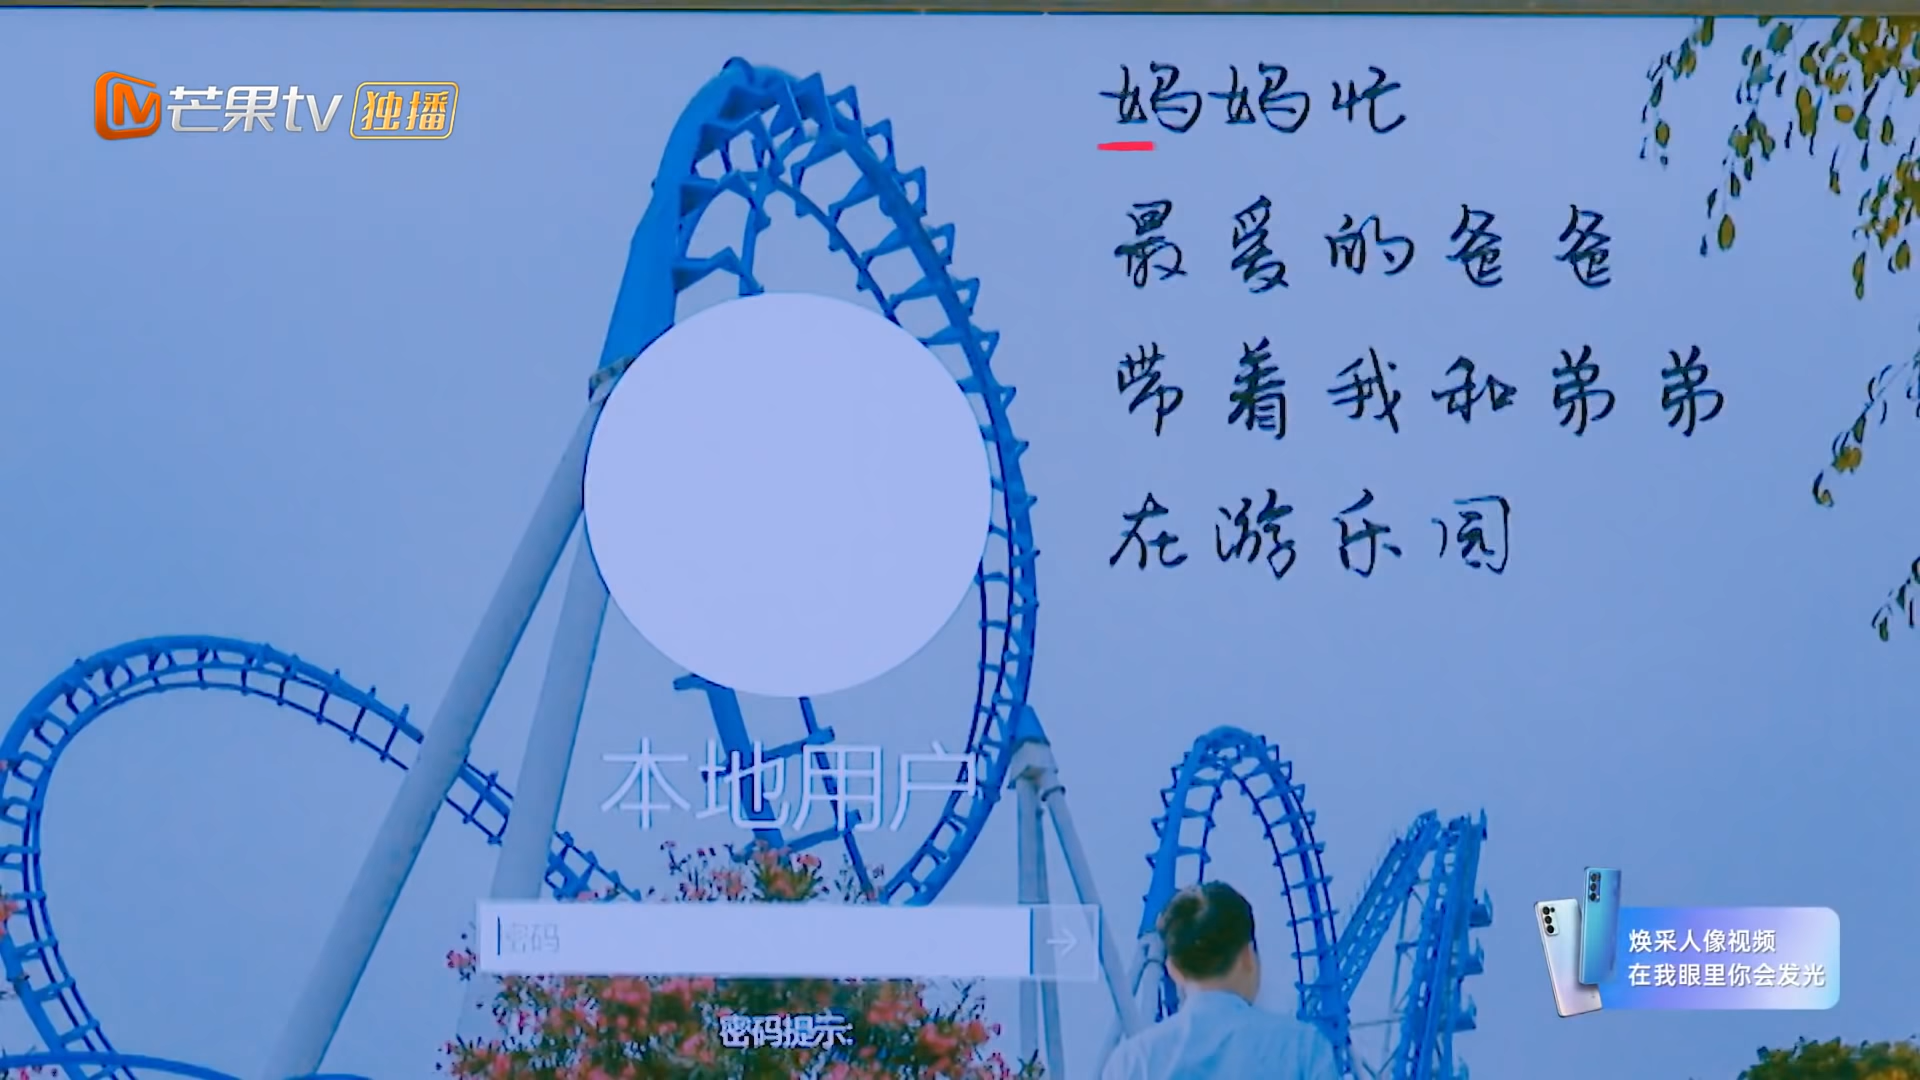 芒果tv 独播
妈妈忙
最爱的爸爸
带着我和弟弟
在游乐园
本地用户
密码
密码提示:
焕采人像视频
在我眼里你会发光